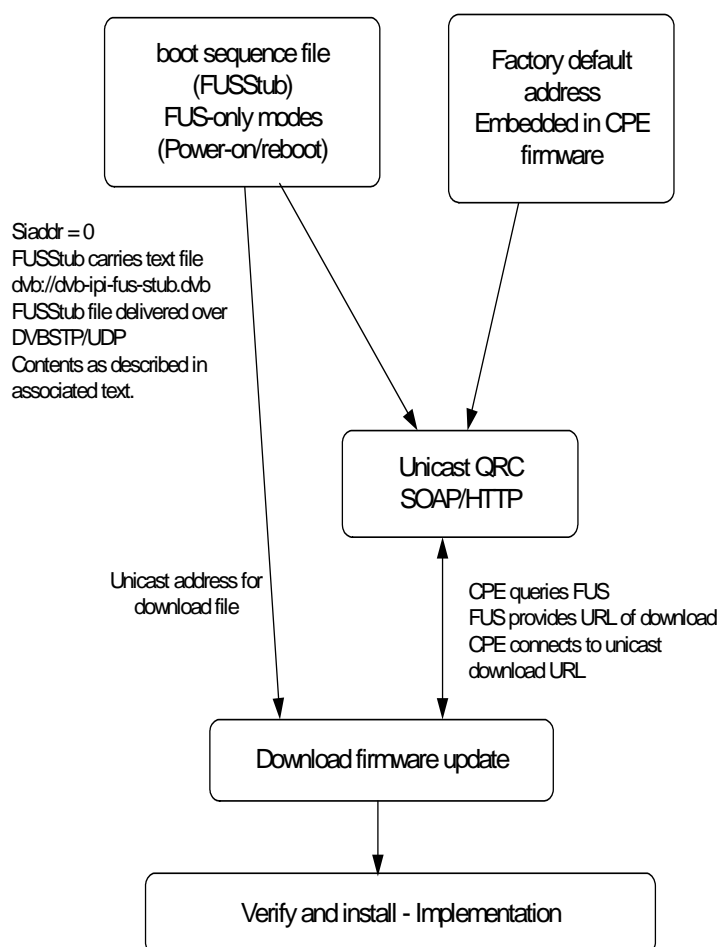 boot sequence file
(FUSStub)
FUS-only modes
(Power-on/reboot)
Factory default
address
Embedded in CPE
firmware
Siaddr = 0
FUSStub carries text file
dvb://dvb-ipi-fus-stub.dvb
FUSStub file delivered over
DVBSTP/UDP
Contents as described in
associated text.
Unicast QRC
SOAP/HTTP
Unicast address for
download file
CPE queries FUS
FUS provides URL of download
CPE connects to unicast
download URL
Download firmware update
Verify and install - Implementation